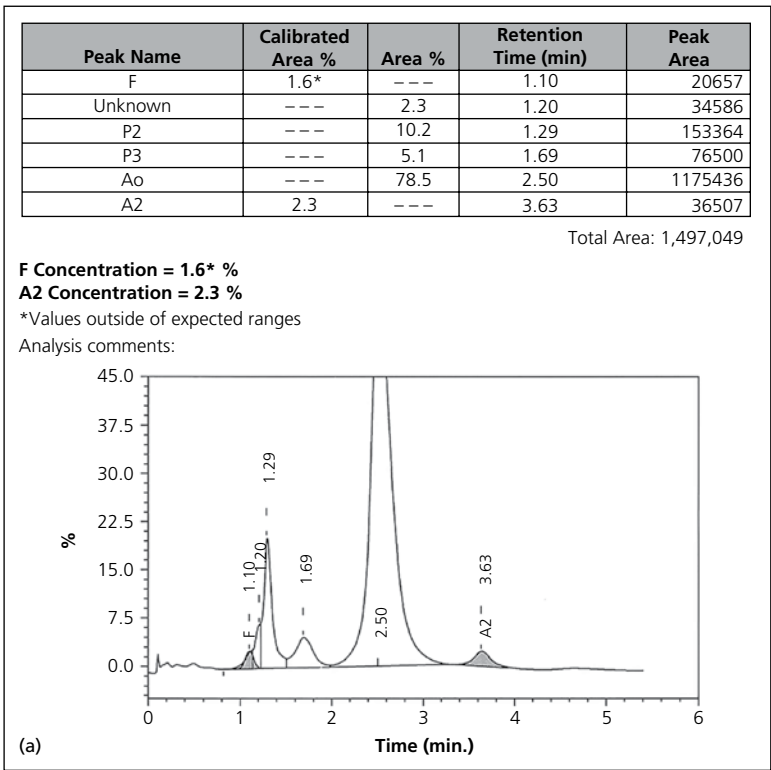 Peak Name Calibrated Area % Area % Retention Time (min) Peak Area
F 1.6* – – – 1.10 20657
Unknown – – – 2.3 1.20 34586
P2 – – – 10.2 1.29 153364
P3 – – – 5.1 1.69 76500
Ao – – – 78.5 2.50 1175436
A2 2.3 – – – 3.63 36507
Total Area: 1,497,049
F Concentration = 1.6* %
A2 Concentration = 2.3 %
*Values outside of expected ranges
Analysis comments:
45.0
37.5
30.0
22.5
15.0
7.5
0.0
%
F
1.10
1.20
1.29
1.69
2.50
A2
3.63
0 1 2 3 4 5 6
Time (min.)
(a)